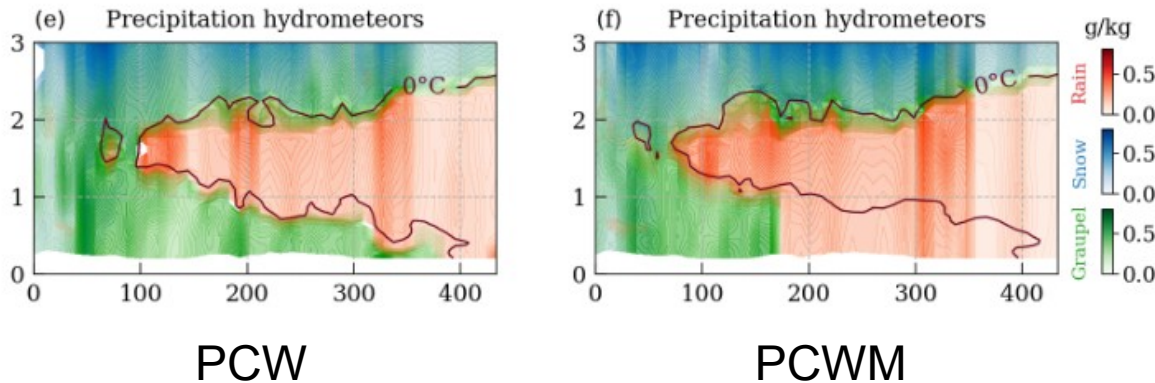 (e) Precipitation hydrometeors
(f) Precipitation hydrometeors
g/kg
3
2
1
0
0°C
0 100 200 300 400
3
2
1
0
0°C
0 100 200 300 400
Rain
0.5
0.0
Snow
0.5
0.0
Graupel
0.5
0.0
PCW
PCWM